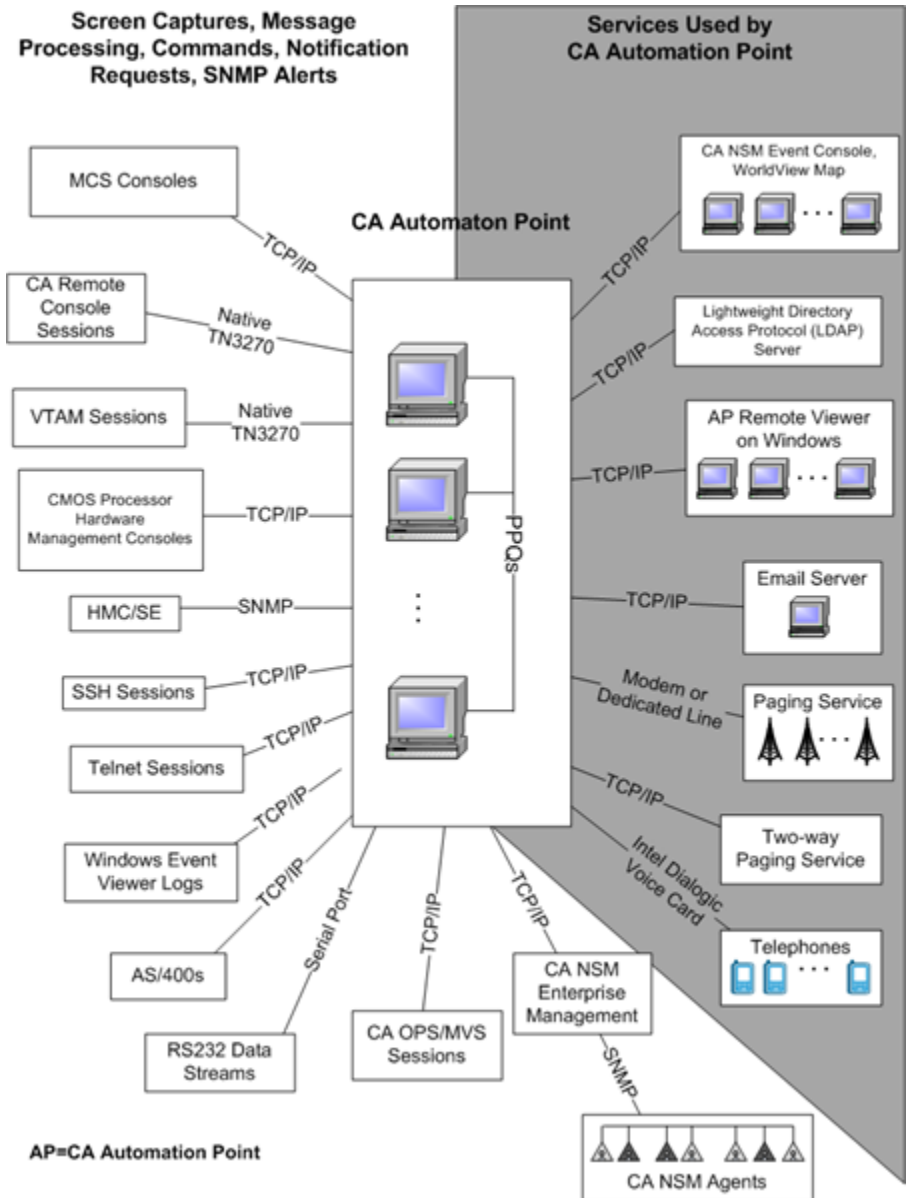 Screen Captures, Message
Processing, Commands, Notification
Requests, SNMP Alerts
Services Used by
CA Automation Point
MCS Consoles
TCP/IP
CA Remote
Console
Sessions
Native
TN3270
VTAM Sessions
Native
TN3270
CMOS Processor
Hardware
Management Consoles
TCP/IP
HMC/SE
SNMP
SSH Sessions
TCP/IP
Telnet Sessions
TCP/IP
Windows Event
Viewer Logs
TCP/IP
AS/400s
TCP/IP
RS232 Data
Streams
Serial Port
CA OPS/MVS
Sessions
TCP/IP
CA NSM
Enterprise
Management
TCP/IP
SNMP
CA NSM Agents
CA Automaton Point
PPQs
CA NSM Event Console,
WorldView Map
TCP/IP
Lightweight Directory
Access Protocol (LDAP)
Server
TCP/IP
AP Remote Viewer
on Windows
TCP/IP
Email Server
TCP/IP
Paging Service
Modem or
Dedicated Line
Two-way
Paging Service
TCP/IP
Telephones
Intel Dialogic
Voice Card
AP=CA Automation Point